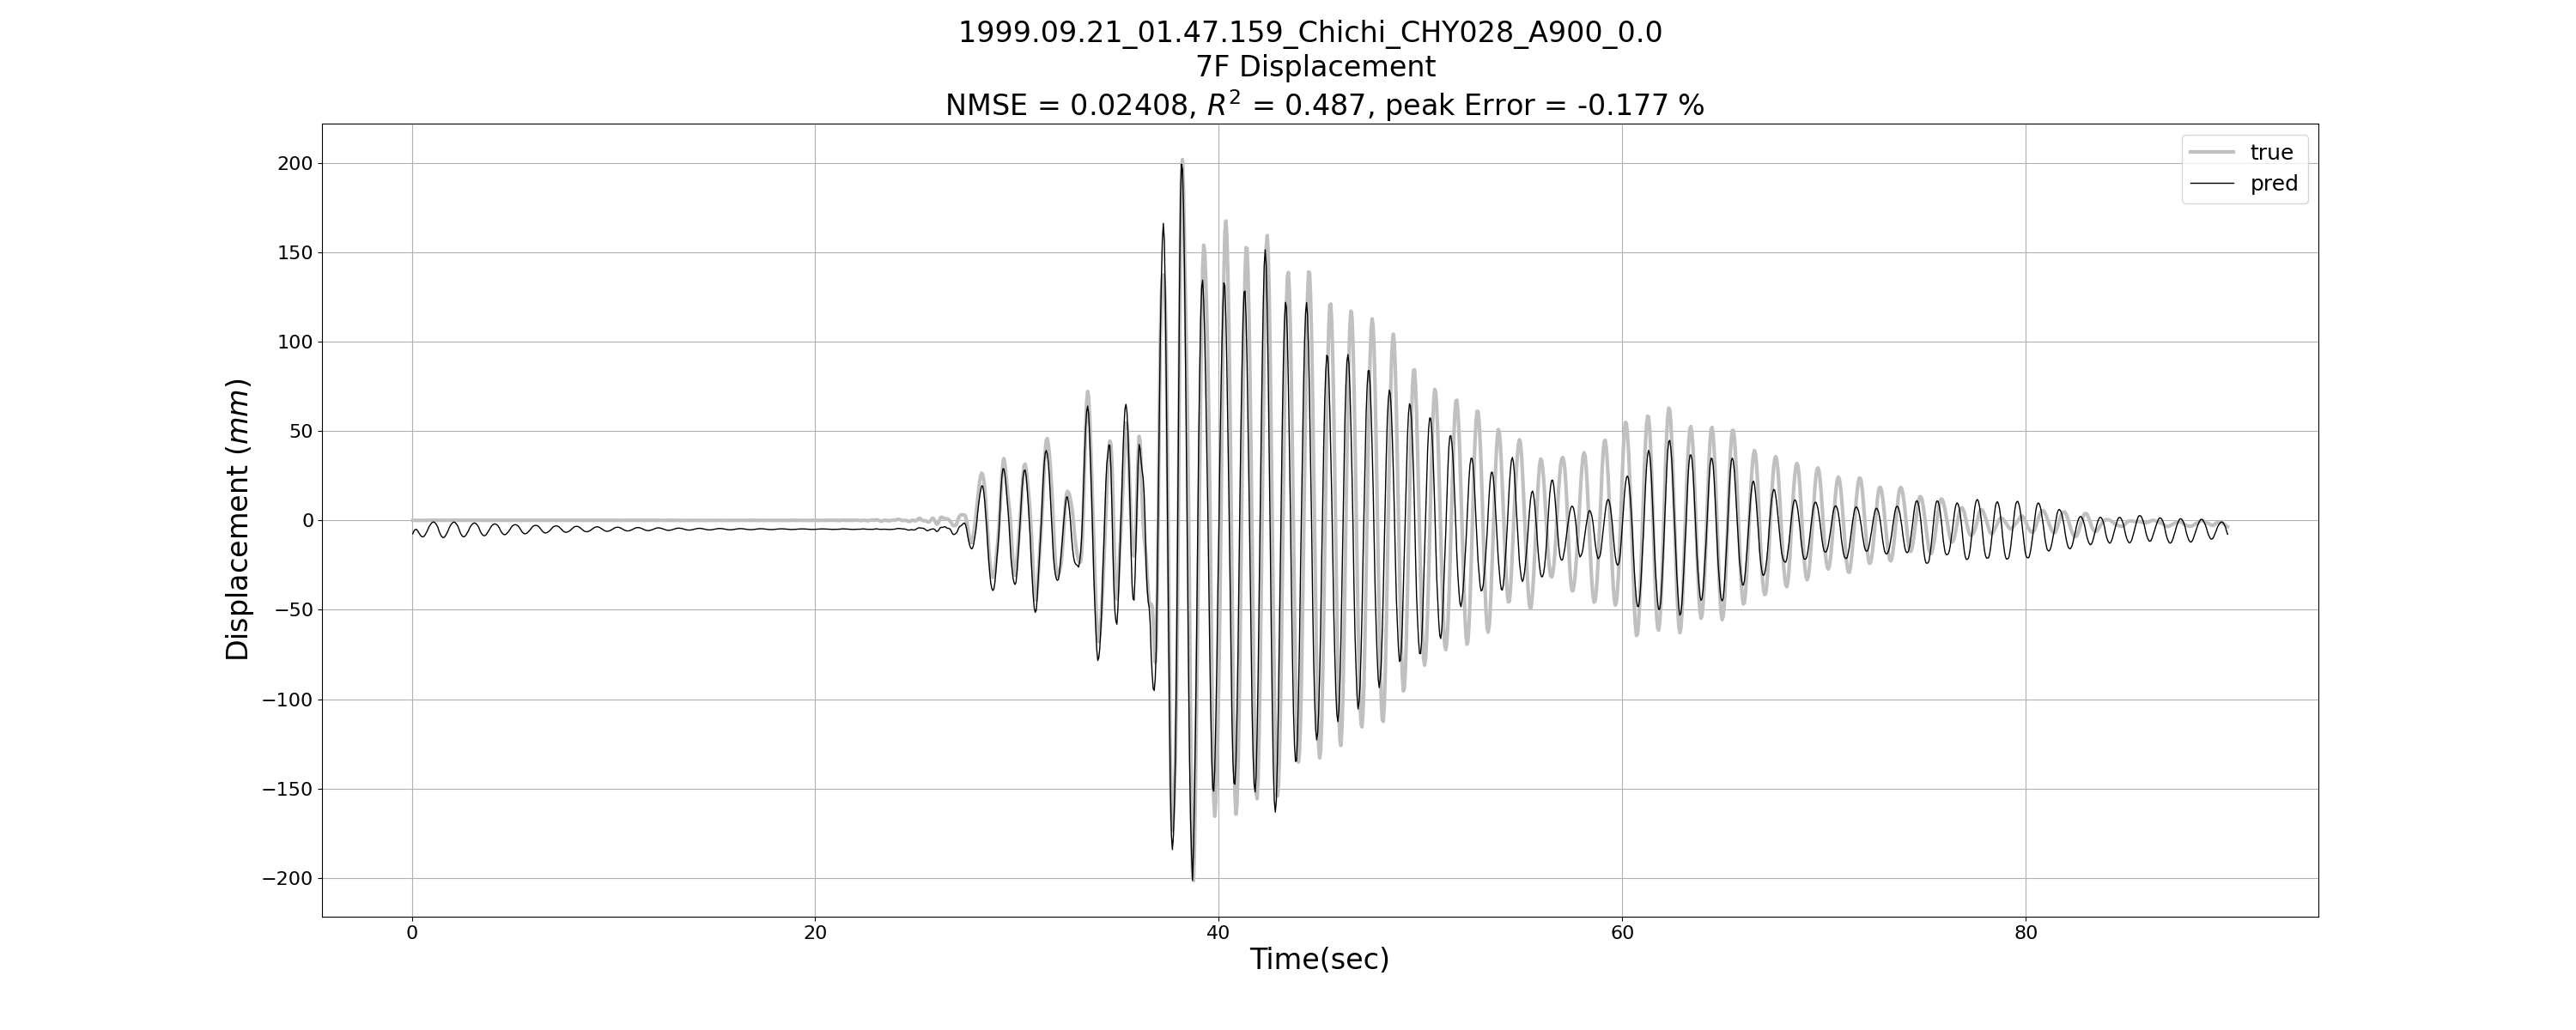 1999.09.21_01.47.159_Chichi_CHY028_A900_0.0
7F Displacement
NMSE = 0.02408, R² = 0.487, peak Error = -0.177 %
true
pred
Displacement (mm)
200
150
100
50
0
−50
−100
−150
−200
0 20 40 60 80
Time(sec)